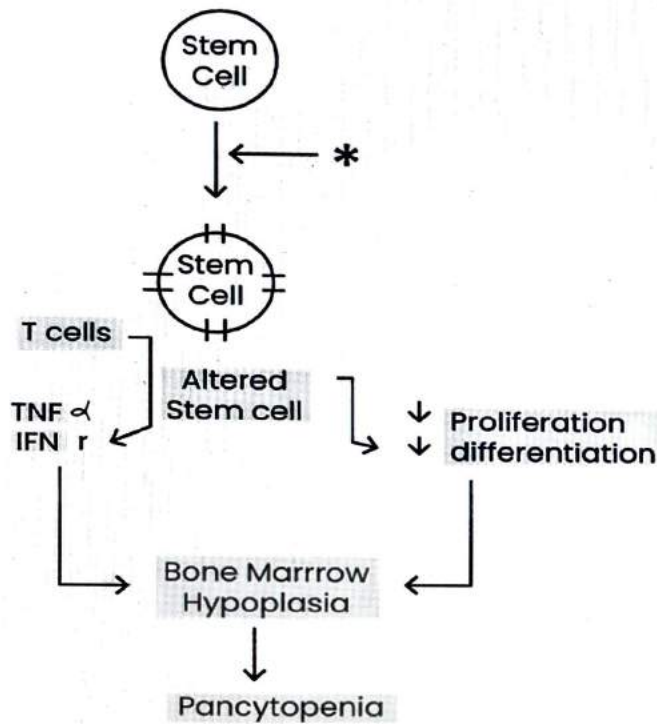 Stem
Cell
*
Stem
Cell
T cells
Altered
Stem cell
TNF α
IFN r
↓ Proliferation
↓ differentiation
Bone Marrrow
Hypoplasia
Pancytopenia